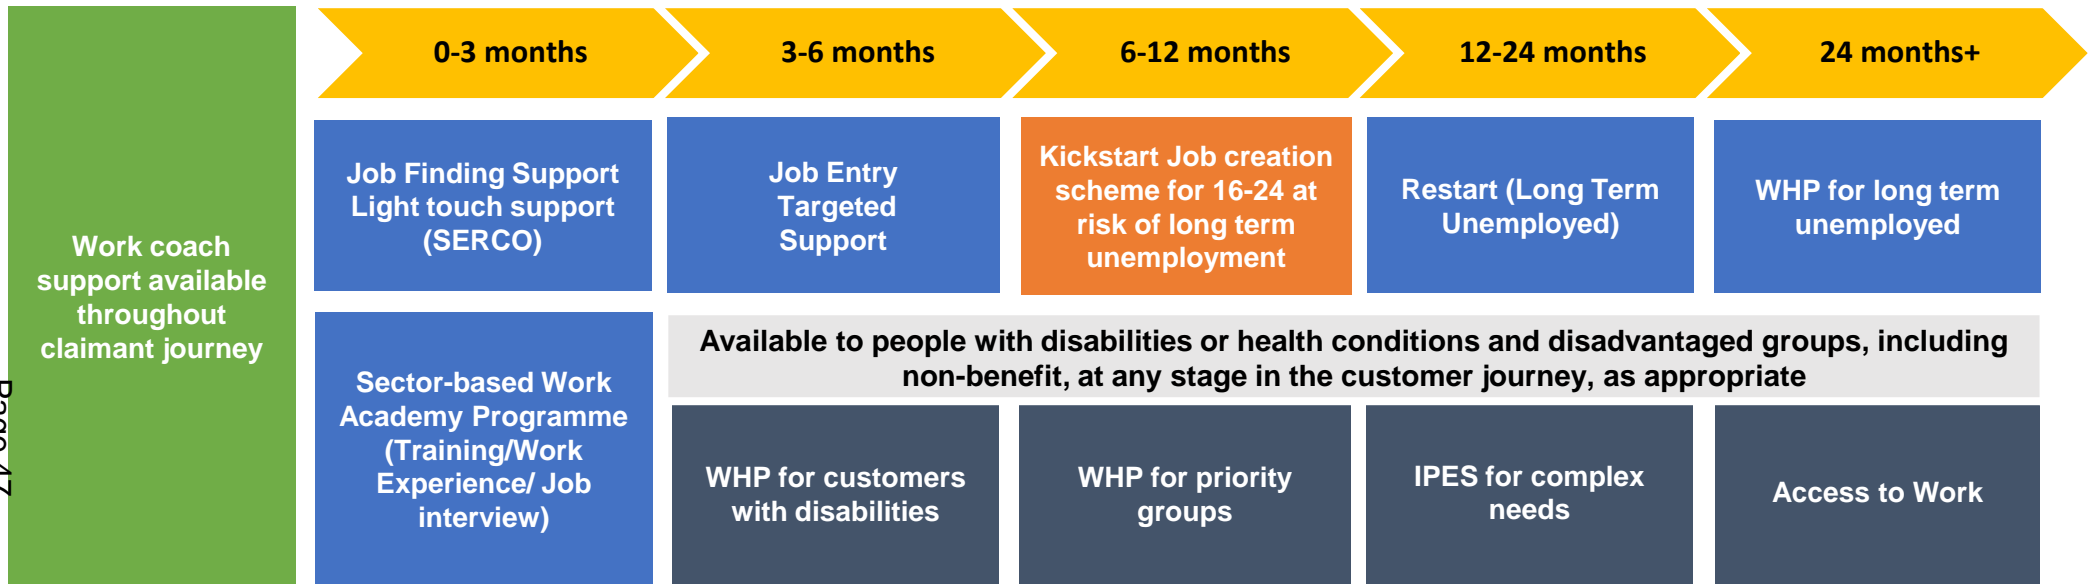 0-3 months
3-6 months
6-12 months
12-24 months
24 months+
Work coach
support available
throughout
claimant journey
Job Finding Support
Light touch support
(SERCO)
Job Entry
Targeted
Support
Kickstart Job creation
scheme for 16-24 at
risk of long term
unemployment
Restart (Long Term
Unemployed)
WHP for long term
unemployed
Sector-based Work
Academy Programme
(Training/Work
Experience/ Job
interview)
Available to people with disabilities or health conditions and disadvantaged groups, including
non-benefit, at any stage in the customer journey, as appropriate
WHP for customers
with disabilities
WHP for priority
groups
IPES for complex
needs
Access to Work
Page 47